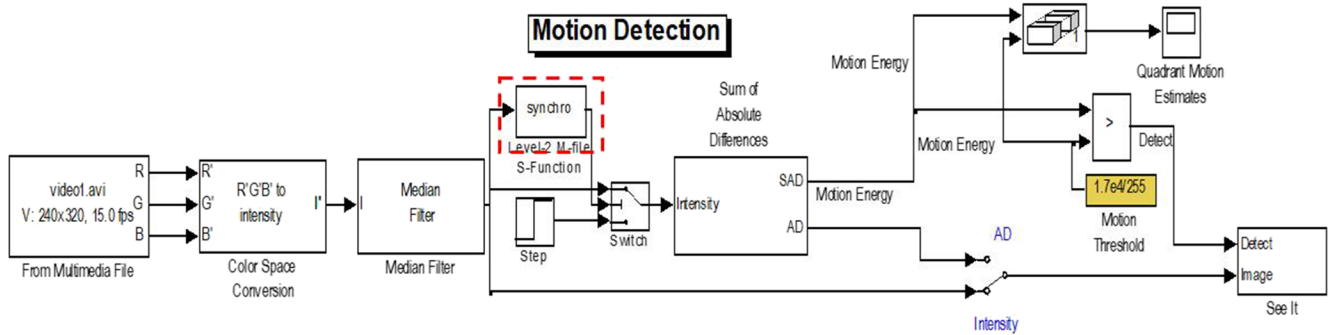 Motion Detection
1
Quadrant Motion
Estimates
Motion Energy
synchro
Level-2 M-file
S-Function
Sum of
Absolute
Differences
>
Motion Energy
Detect
video1.avi
V: 240x320, 15.0 fps
R
G
B
From Multimedia File
R'
G'
B'
R'G'B' to
intensity
I'
Color Space
Conversion
I
Median
Filter
Median Filter
Step
Switch
Intensity
SAD
AD
Motion Energy
1.7e4/255
Motion
Threshold
AD
Intensity
Detect
Image
See It